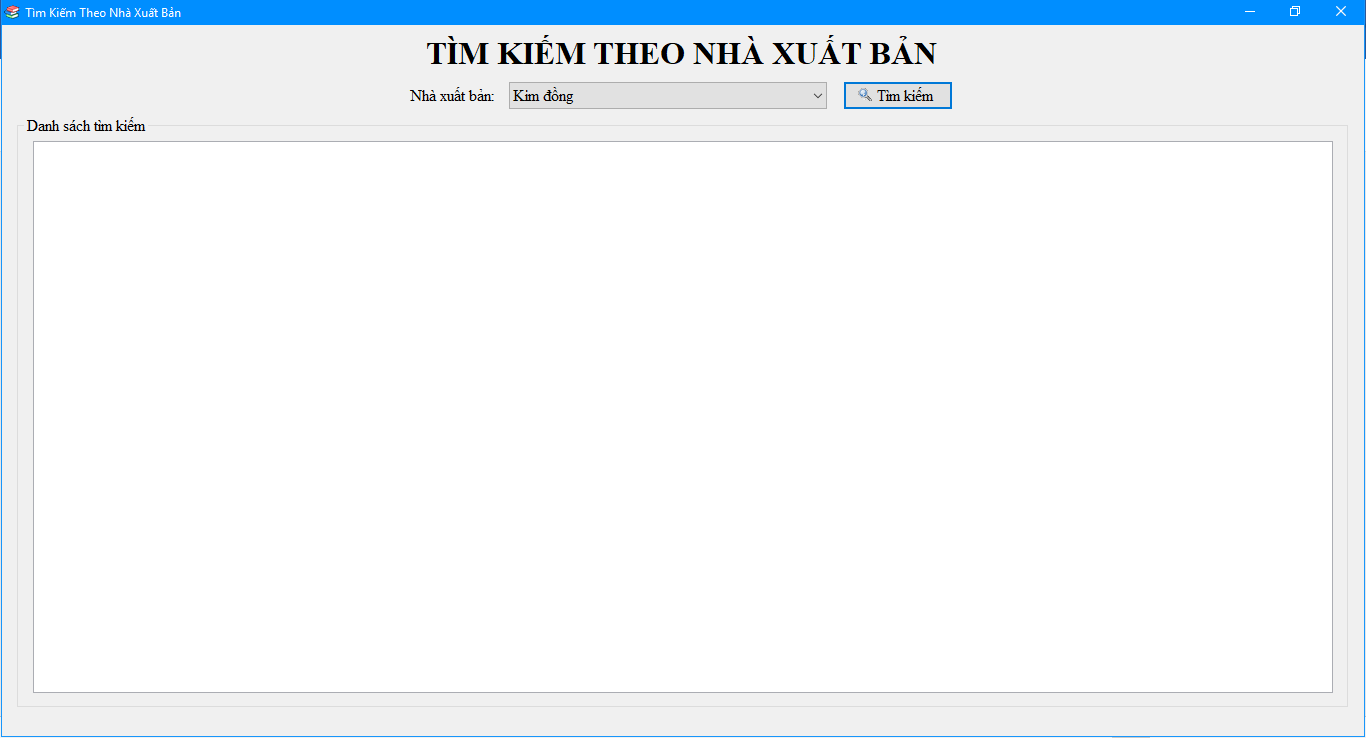 Tìm Kiếm Theo Nhà Xuất Bản
TÌM KIẾM THEO NHÀ XUẤT BẢN
Nhà xuất bản: Kim đồng Tìm kiếm
Danh sách tìm kiếm